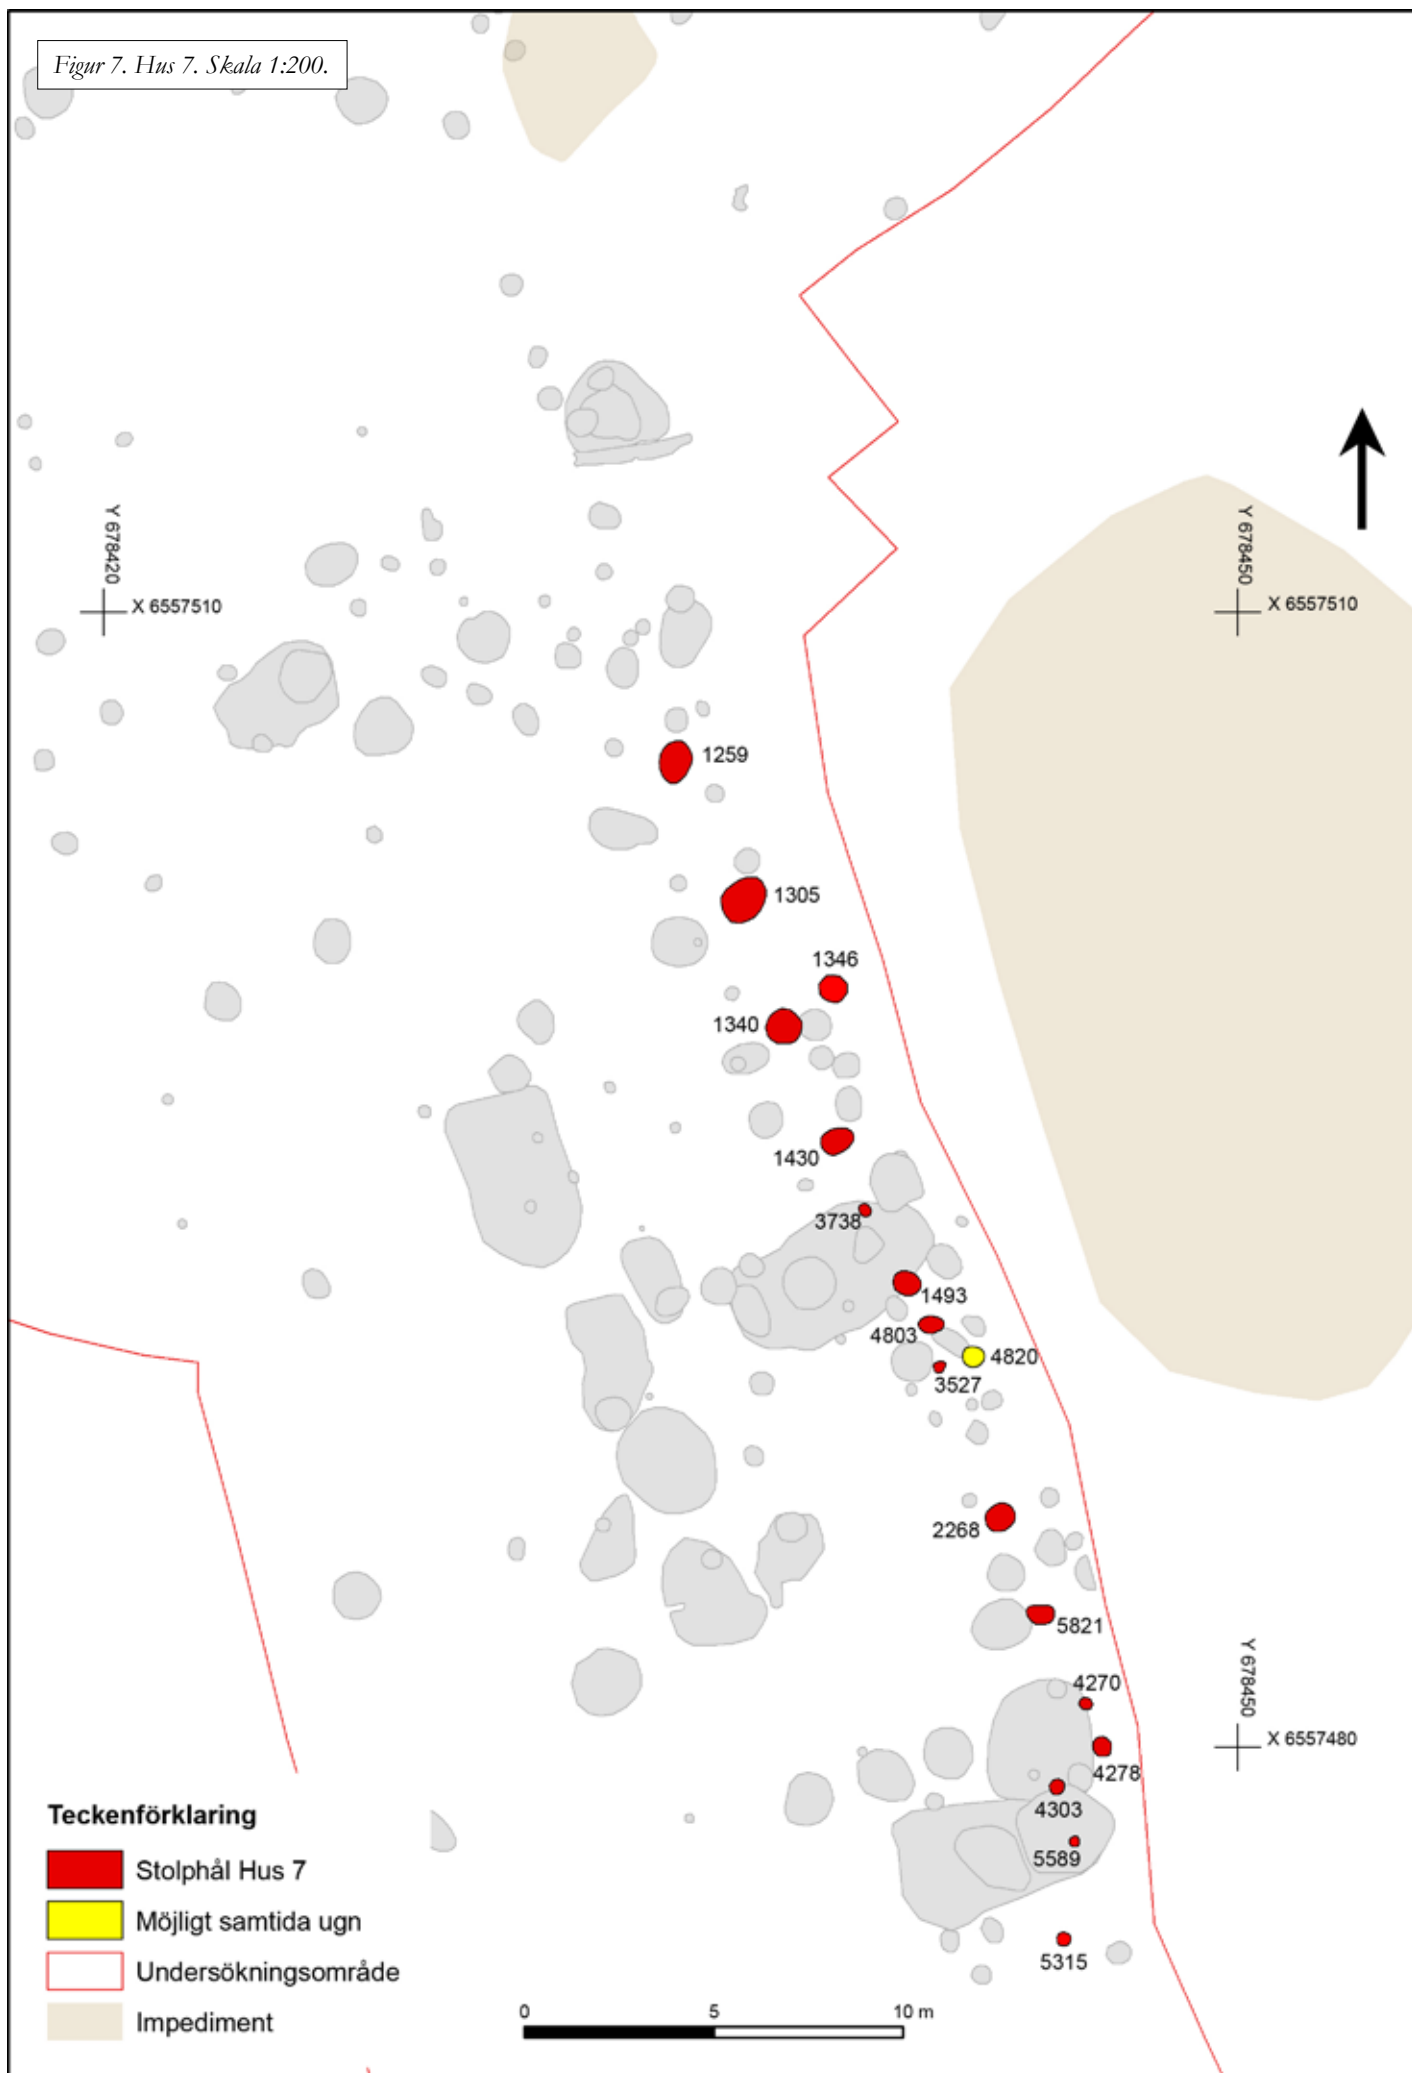 Figur 7. Hus 7. Skala 1:200.
Y 678420
X 6557510
Y 678450
X 6557510
1259
1305
1346
1340
1430
3738
1493
4803
4820
3527
2268
5821
Y 678450
X 6557480
4270
4278
4303
5589
5315
Teckenförklaring
Stolphål Hus 7
Möjligt samtida ugn
Undersökningsområde
Impediment
0 5 10 m